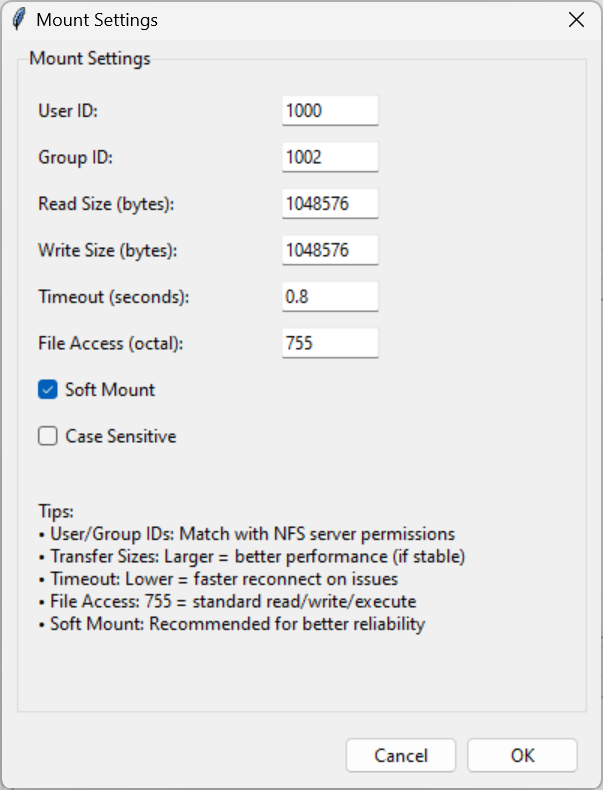 Mount Settings
Mount Settings
User ID: 1000
Group ID: 1002
Read Size (bytes): 1048576
Write Size (bytes): 1048576
Timeout (seconds): 0.8
File Access (octal): 755
Soft Mount
Case Sensitive
Tips:
• User/Group IDs: Match with NFS server permissions
• Transfer Sizes: Larger = better performance (if stable)
• Timeout: Lower = faster reconnect on issues
• File Access: 755 = standard read/write/execute
• Soft Mount: Recommended for better reliability
Cancel OK